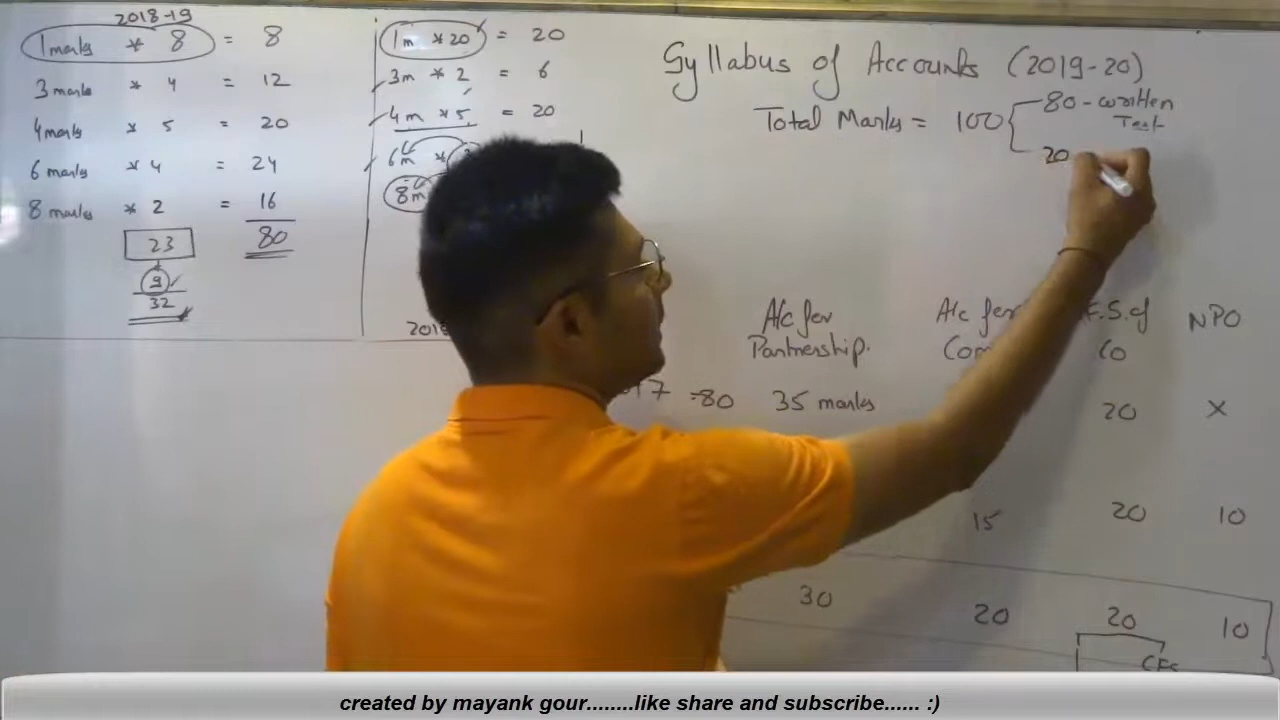 2018-19
1 marks * 8 = 8
3 marks * 4 = 12
4 marks * 5 = 20
6 marks * 4 = 24
8 marks * 2 = 16
23 80
9
32
1m * 20 = 20
3m * 2 = 6
4m * 5 = 20
6m *
8m
Syllabus of Accounts (2019-20)
Total Marks = 100
80 - written
Test
20
A/c for
Partnership.
A/c for
F.S. of
Co
NPO
=80 35 marks 20 X
15 20 10
30 20 20 10
CFS
created by mayank gour........like share and subscribe...... :)